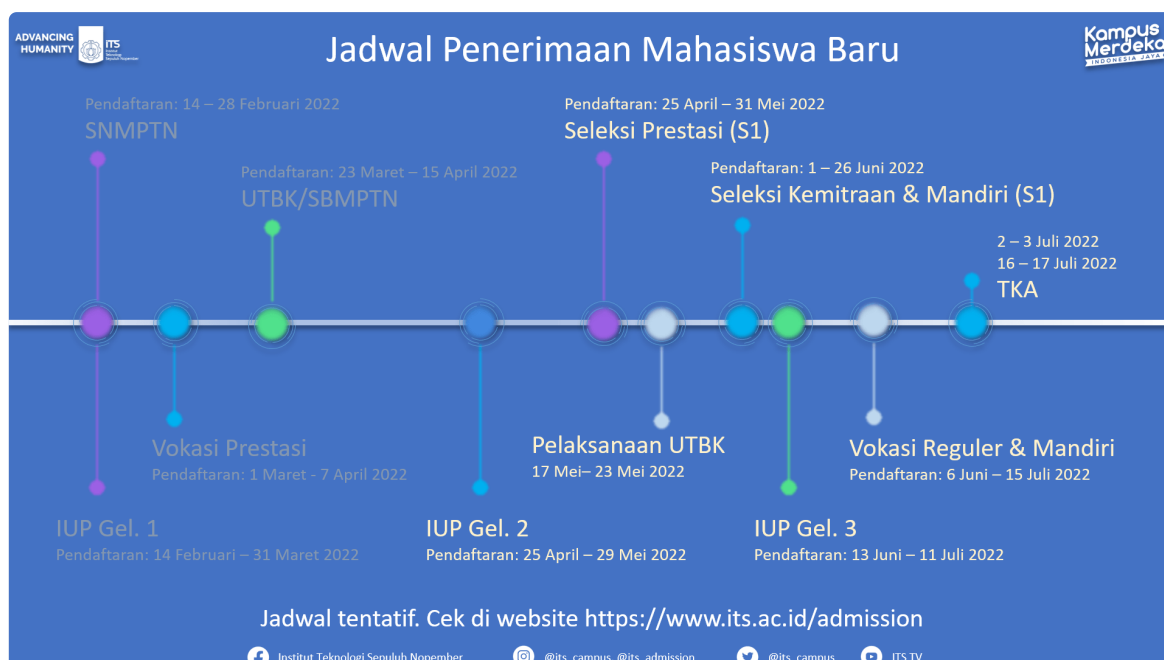 ADVANCING
HUMANITY
ITS
Institut
Teknologi
Sepuluh Nopember
Jadwal Penerimaan Mahasiswa Baru
Kampus
Merdeka
INDONESIA JAYA
Pendaftaran: 14 – 28 Februari 2022
SNMPTN
Pendaftaran: 23 Maret – 15 April 2022
UTBK/SBMPTN
Pendaftaran: 25 April – 31 Mei 2022
Seleksi Prestasi (S1)
Pendaftaran: 1 – 26 Juni 2022
Seleksi Kemitraan & Mandiri (S1)
2 – 3 Juli 2022
16 – 17 Juli 2022
TKA
Vokasi Prestasi
Pendaftaran: 1 Maret - 7 April 2022
Pelaksanaan UTBK
17 Mei– 23 Mei 2022
Vokasi Reguler & Mandiri
Pendaftaran: 6 Juni – 15 Juli 2022
IUP Gel. 1
Pendaftaran: 14 Februari – 31 Maret 2022
IUP Gel. 2
Pendaftaran: 25 April – 29 Mei 2022
IUP Gel. 3
Pendaftaran: 13 Juni – 11 Juli 2022
Jadwal tentatif. Cek di website https://www.its.ac.id/admission
Institut Teknologi Sepuluh Nopember
@its_campus, @its_admission
@its_campus
ITS TV